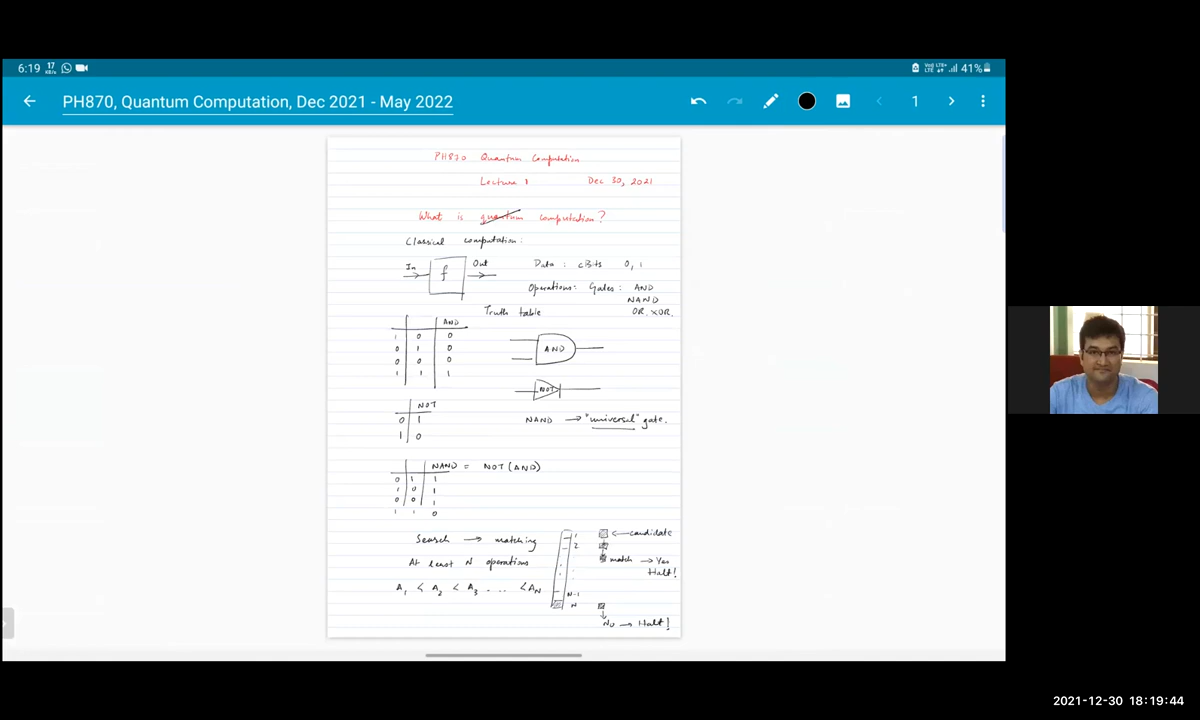 6:19 17 KB/s 41%
PH870, Quantum Computation, Dec 2021 - May 2022
1
PH870 Quantum Computation
Lecture 1 Dec 30, 2021
What is quantum computation?
Classical computation:
In f Out
Data: cBits 0, 1
Operations: Gates: AND
NAND
OR, XOR.
Truth table
AND
1 0 0
0 1 0
0 0 0
1 1 1
AND
NOT
NOT
0 1
1 0
NAND → "universal" gate.
NAND = NOT (AND)
0 1 1
1 0 1
0 0 1
1 1 0
Search → matching
At least N operations
A1 < A2 < A3 .... < AN
1
2
N-1
N
← candidate
match → Yes
Halt!
No → Halt!
2021-12-30 18:19:44